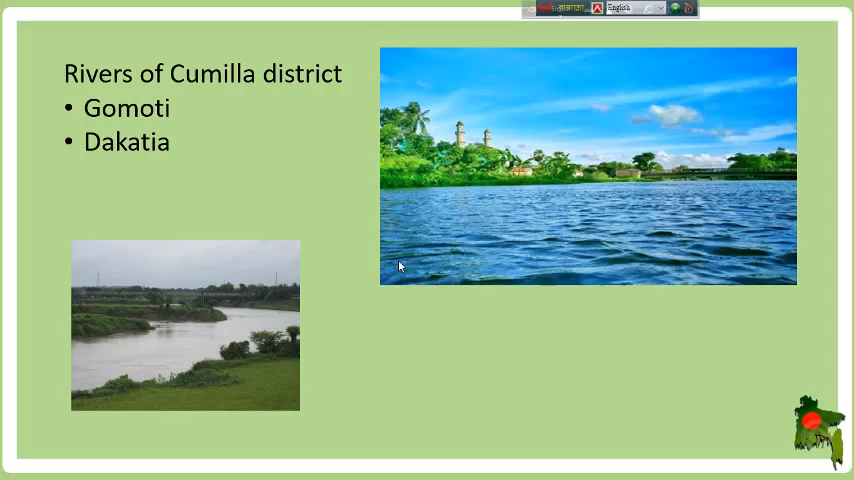 English
Rivers of Cumilla district
• Gomoti
• Dakatia